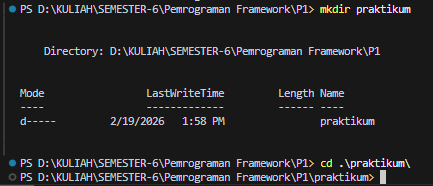 PS D:\KULIAH\SEMESTER-6\Pemrograman Framework\P1> mkdir praktikum
Directory: D:\KULIAH\SEMESTER-6\Pemrograman Framework\P1
Mode LastWriteTime Length Name
---- ------------- ------ ----
d----- 2/19/2026 1:58 PM praktikum
PS D:\KULIAH\SEMESTER-6\Pemrograman Framework\P1> cd .\praktikum\
PS D:\KULIAH\SEMESTER-6\Pemrograman Framework\P1\praktikum>